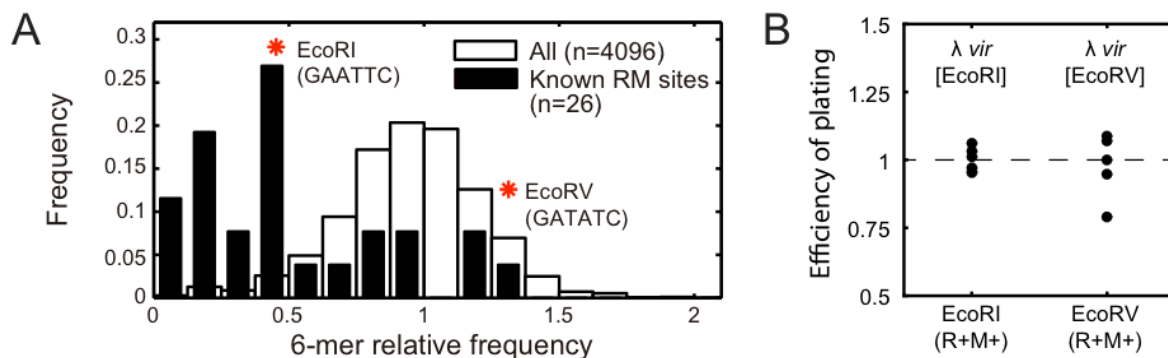 A
Frequency
0.3
0.25
0.2
0.15
0.1
0.05
0
EcoRI
(GAATTC)
All (n=4096)
Known RM sites
(n=26)
EcoRV
(GATATC)
0
0.5
1
1.5
2
6-mer relative frequency
B
Efficiency of plating
1.5
1.25
1
0.75
0.5
λ vir
[EcoRI]
λ vir
[EcoRV]
EcoRI
(R+M+)
EcoRV
(R+M+)